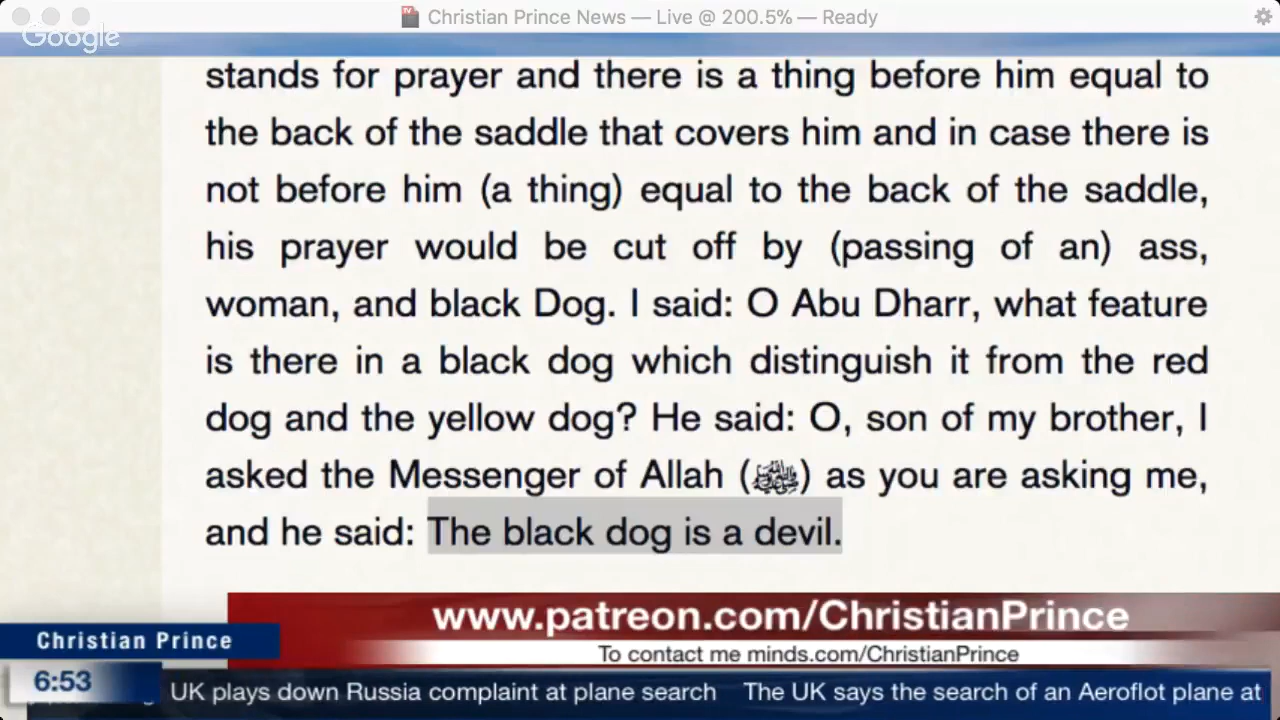 Christian Prince News — Live @ 200.5% — Ready
Google
stands for prayer and there is a thing before him equal to
the back of the saddle that covers him and in case there is
not before him (a thing) equal to the back of the saddle,
his prayer would be cut off by (passing of an) ass,
woman, and black Dog. I said: O Abu Dharr, what feature
is there in a black dog which distinguish it from the red
dog and the yellow dog? He said: O, son of my brother, I
asked the Messenger of Allah (ﷺ) as you are asking me,
and he said: The black dog is a devil.
www.patreon.com/ChristianPrince
Christian Prince
To contact me minds.com/ChristianPrince
6:53
UK plays down Russia complaint at plane search The UK says the search of an Aeroflot plane at